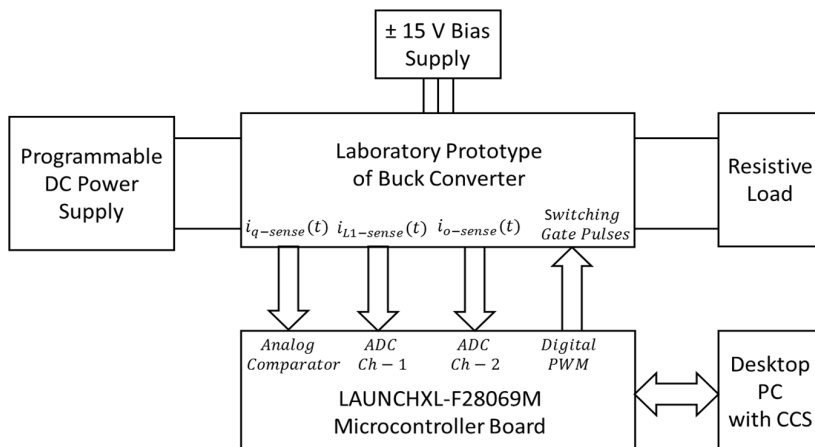 ± 15 V Bias
Supply
Programmable
DC Power
Supply
Laboratory Prototype
of Buck Converter
Resistive
Load
i_{q-sense}(t) i_{L1-sense}(t) i_{o-sense}(t)
Switching
Gate Pulses
Analog
Comparator
ADC
Ch-1
ADC
Ch-2
Digital
PWM
LAUNCHXL-F28069M
Microcontroller Board
Desktop
PC
with CCS